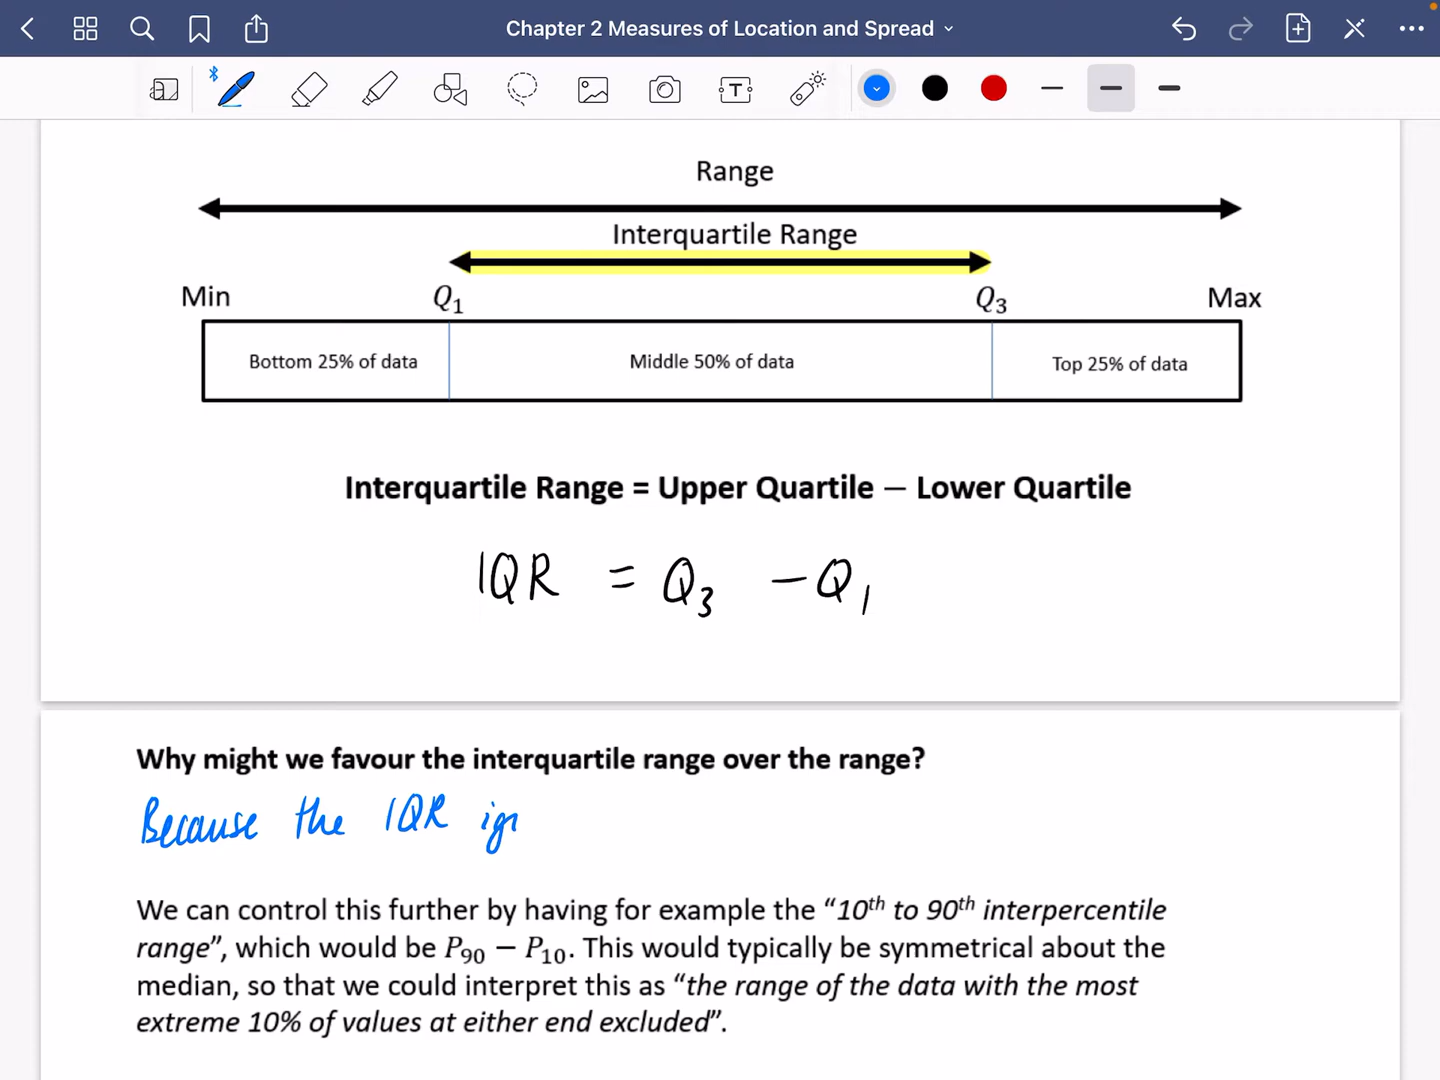 Chapter 2 Measures of Location and Spread
T
Range
Interquartile Range
Min Q₁ Q₃ Max
Bottom 25% of data Middle 50% of data Top 25% of data
Interquartile Range = Upper Quartile − Lower Quartile
IQR = Q₃ − Q₁
Why might we favour the interquartile range over the range?
Because the IQR ign
We can control this further by having for example the “10ᵗʰ to 90ᵗʰ interpercentile
range”, which would be P₉₀ − P₁₀. This would typically be symmetrical about the
median, so that we could interpret this as “the range of the data with the most
extreme 10% of values at either end excluded”.